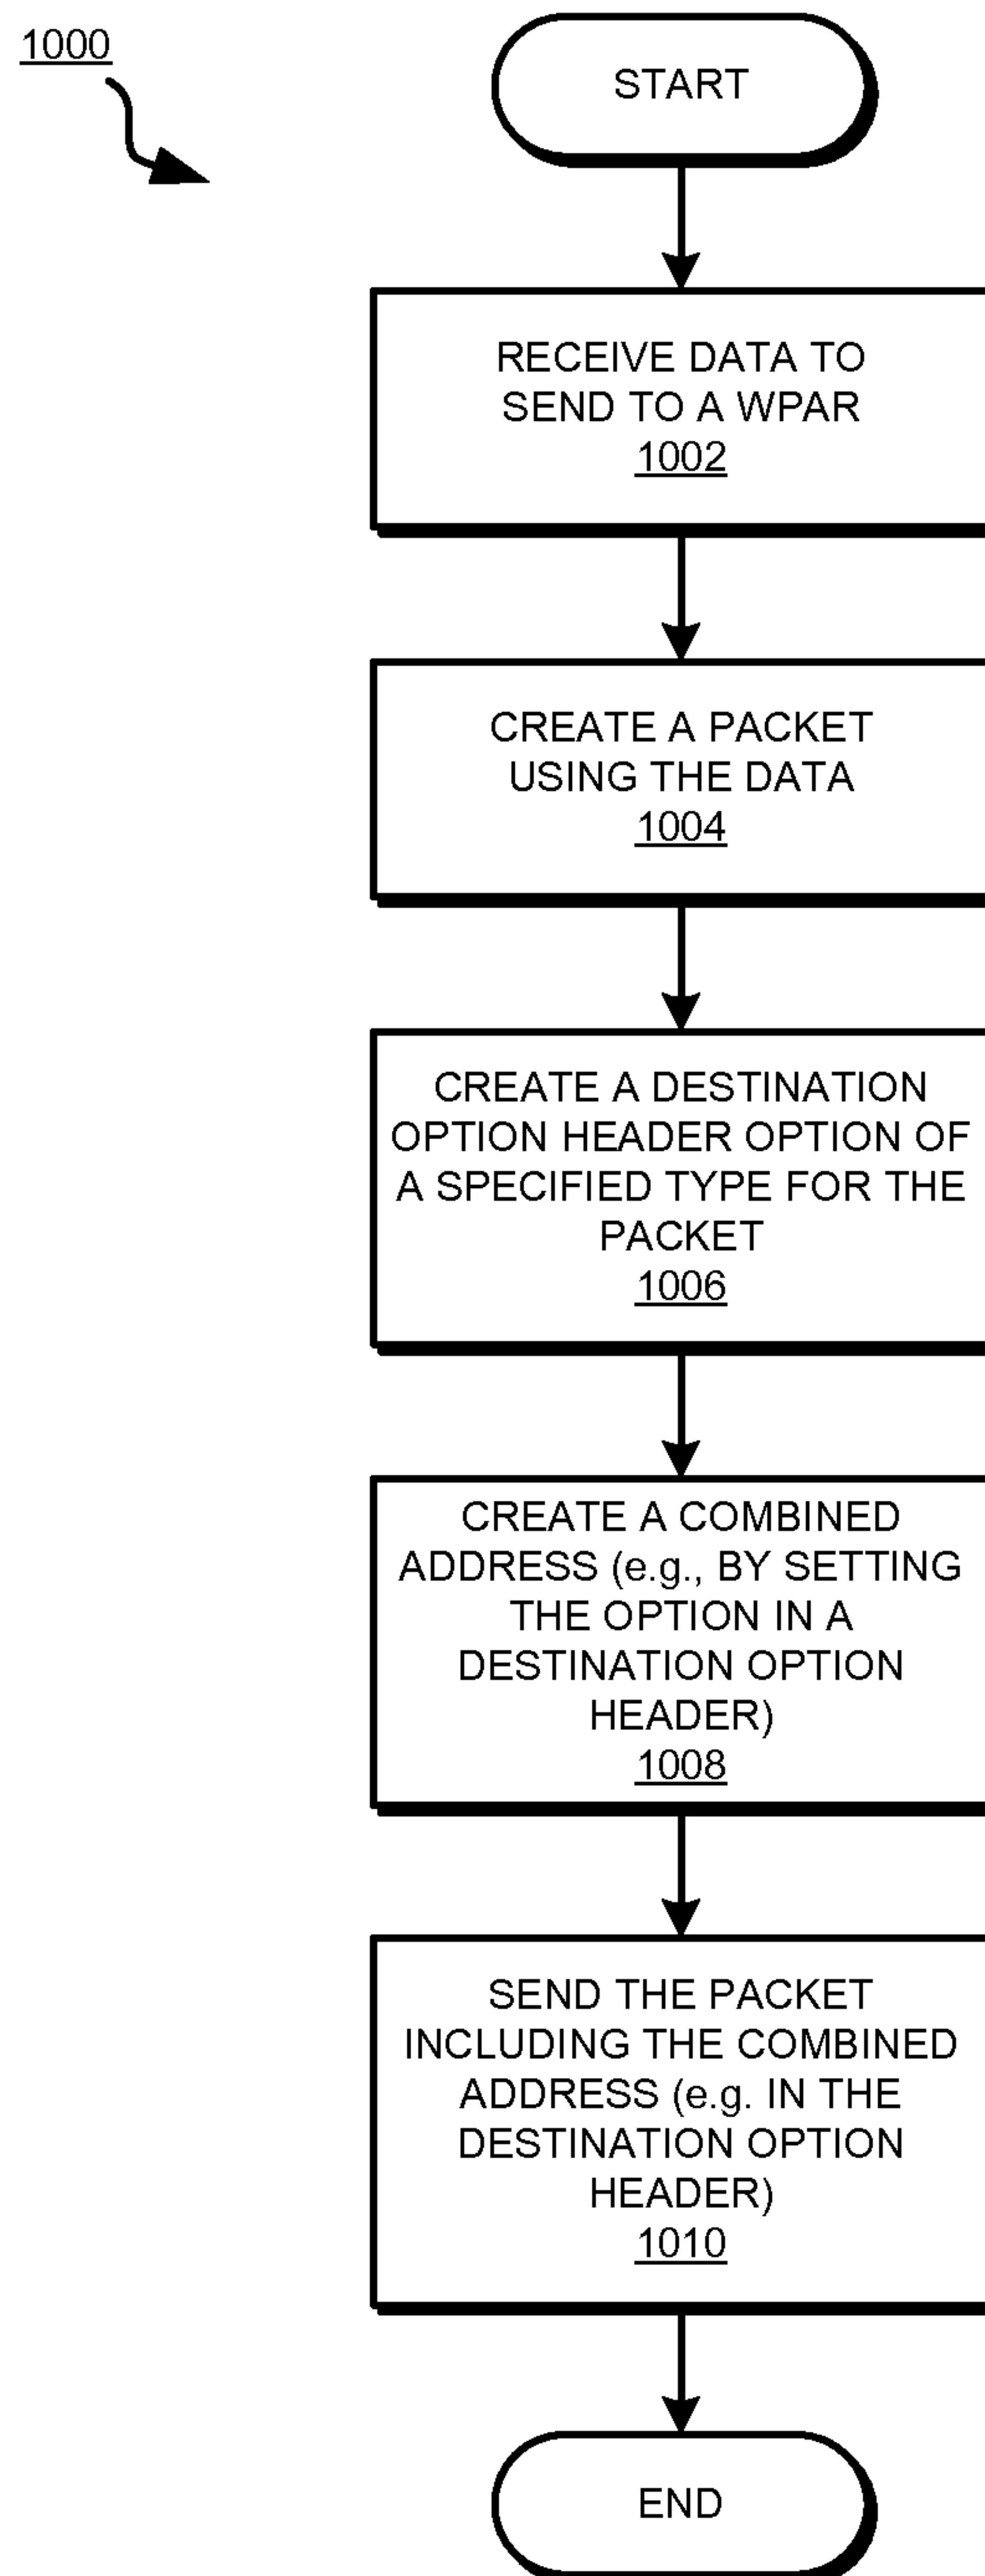 1000
START
RECEIVE DATA TO
SEND TO A WPAR
1002
CREATE A PACKET
USING THE DATA
1004
CREATE A DESTINATION
OPTION HEADER OPTION OF
A SPECIFIED TYPE FOR THE
PACKET
1006
CREATE A COMBINED
ADDRESS (e.g., BY SETTING
THE OPTION IN A
DESTINATION OPTION
HEADER)
1008
SEND THE PACKET
INCLUDING THE COMBINED
ADDRESS (e.g. IN THE
DESTINATION OPTION
HEADER)
1010
END